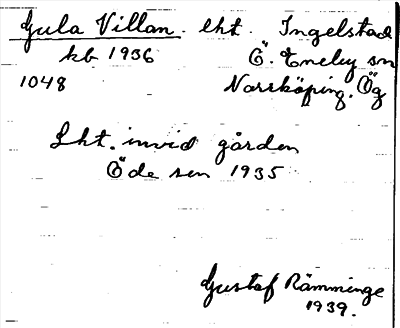 Gula Villan. lht. Ingelstad
kb 1936 Ö. Eneby sn
1048 Norrköping. Ög
Lht. invid gården
Öde sen 1935
Gustaf Rämminge
1939.